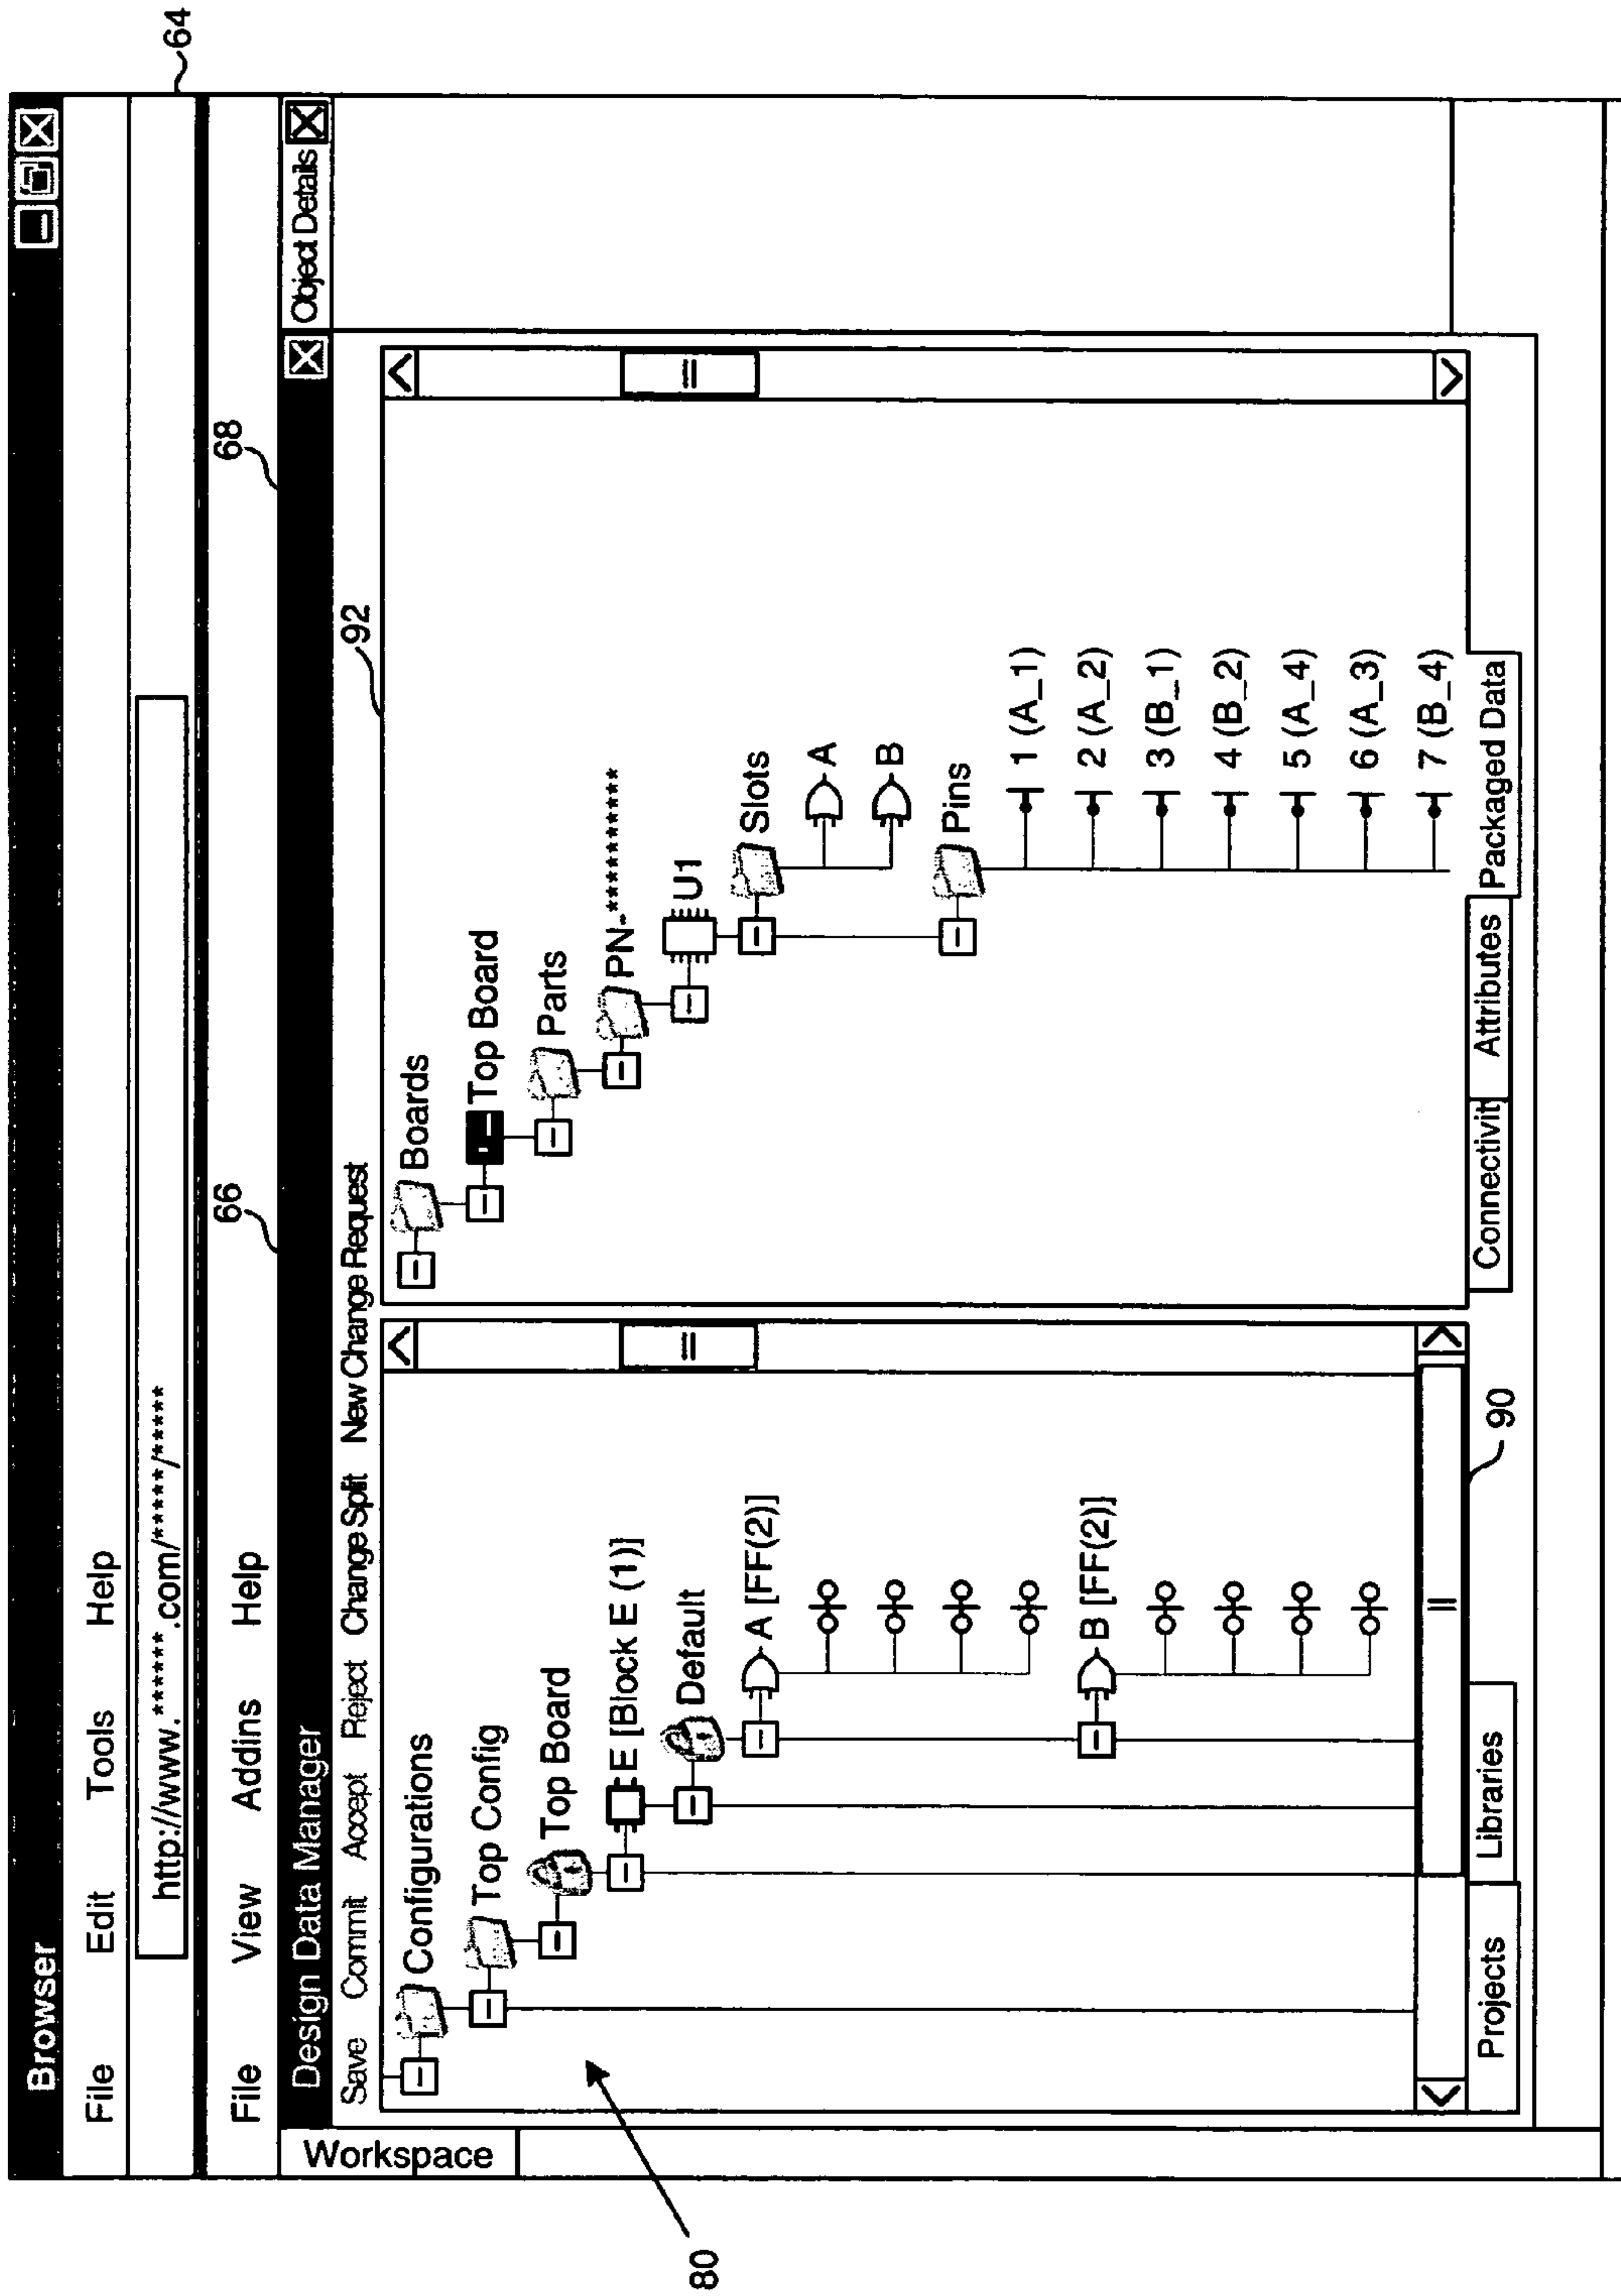 Browser
64
File Edit Tools Help
http://www.******.com/*****/*****
66
68
File View Addins Help
Workspace
Design Data Manager
Object Details
Save Commit Accept Reject Change Split New Change Request
92
80
Configurations
Top Config
Top Board
E [Block E (1)]
Default
A [FF(2)]
B [FF(2)]
90
Projects
Libraries
Boards
Top Board
Parts
PN-**********
U1
Slots
A
B
Pins
1 (A_1)
2 (A_2)
3 (B_1)
4 (B_2)
5 (A_4)
6 (A_3)
7 (B_4)
Connectivit
Attributes
Packaged Data